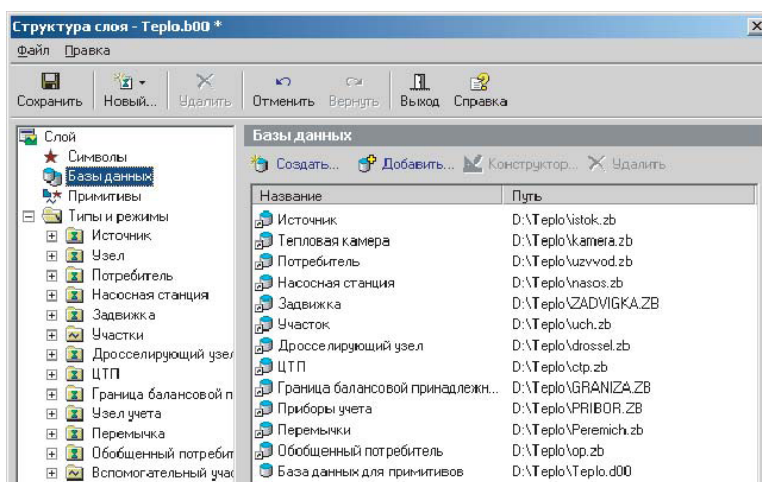 Структура слоя - Teplo.b00 *
Файл Правка
Сохранить Новый... Удалить Отменить Вернуть Выход Справка
Слой
Символы
Базы данных
Примитивы
Типы и режимы
Источник
Узел
Потребитель
Насосная станция
Задвижка
Участки
Дросселирующий узел
ЦТП
Граница балансовой п
Узел учета
Перемычка
Обобщенный потребит
Вспомогательный учас
Базы данных
Создать... Добавить... Конструктор... Удалить
Название Путь
Источник D:\Teplo\istok.zb
Тепловая камера D:\Teplo\kamera.zb
Потребитель D:\Teplo\uzvvod.zb
Насосная станция D:\Teplo\nasos.zb
Задвижка D:\Teplo\ZADVIGKA.ZB
Участок D:\Teplo\uch.zb
Дросселирующий узел D:\Teplo\drossel.zb
ЦТП D:\Teplo\ctp.zb
Граница балансовой принадлежн... D:\Teplo\GRANIZA.ZB
Приборы учета D:\Teplo\PRIBOR.ZB
Перемычки D:\Teplo\Peremich.zb
Обобщенный потребитель D:\Teplo\op.zb
База данных для примитивов D:\Teplo\Teplo.d00